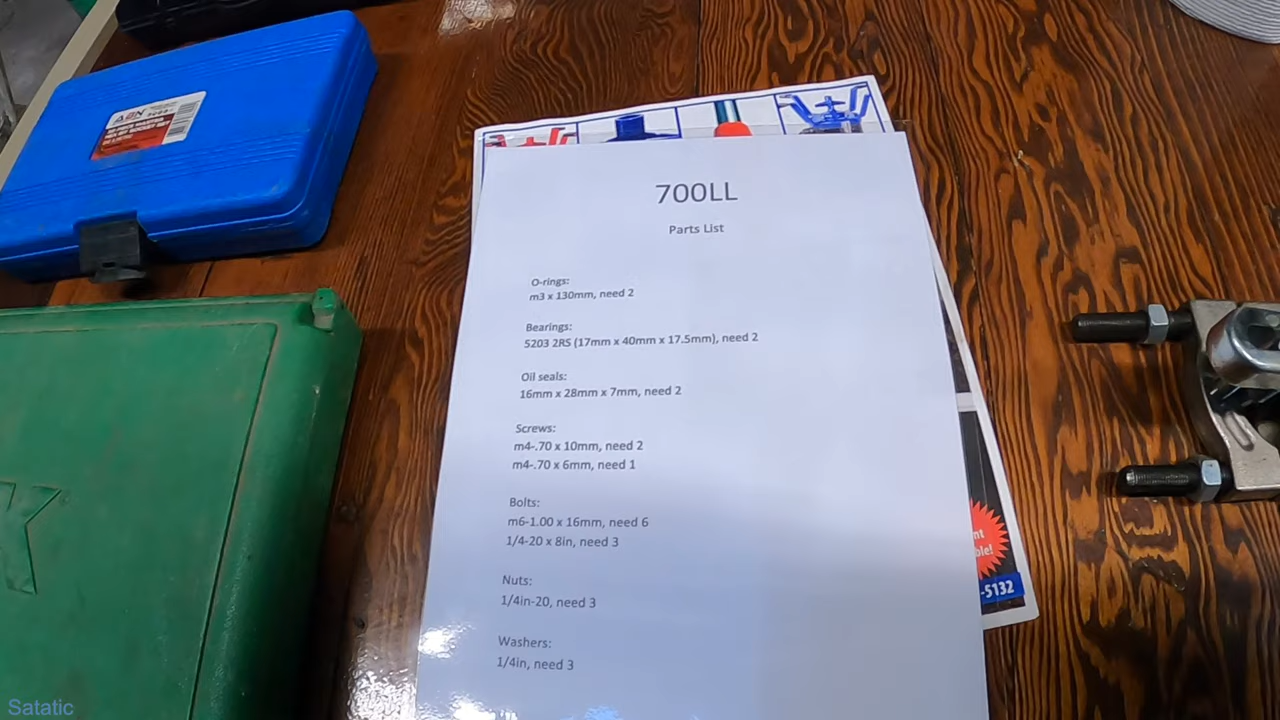 700LL
Parts List
O-rings:
m3 x 130mm, need 2
Bearings:
5203 2RS (17mm x 40mm x 17.5mm), need 2
Oil seals:
16mm x 28mm x 7mm, need 2
Screws:
m4-.70 x 10mm, need 2
m4-.70 x 6mm, need 1
Bolts:
m6-1.00 x 16mm, need 6
1/4-20 x 8in, need 3
Nuts:
1/4in-20, need 3
Washers:
1/4in, need 3
-5132
Satatic